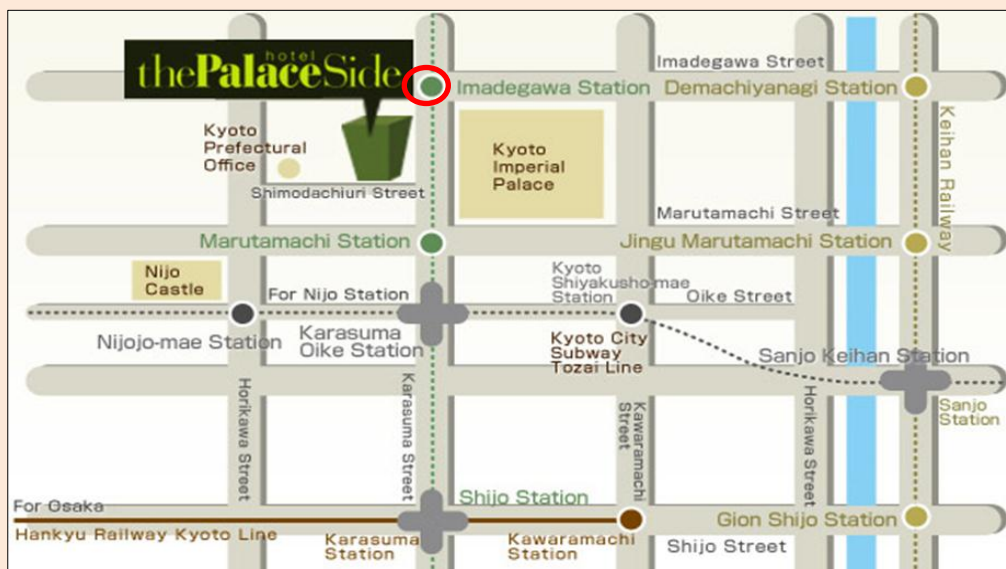 hotel
thePalaceSide
Imadegawa Street
Imadegawa Station
Demachiyanagi Station
Kyoto
Prefectural
Office
Kyoto
Imperial
Palace
Keihan Railway
Shimodachiuri Street
Marutamachi Street
Marutamachi Station
Jingu Marutamachi Station
Nijo
Castle
For Nijo Station
Kyoto
Shiyakusho-mae
Station
Oike Street
Nijojo-mae Station
Karasuma
Oike Station
Kyoto City
Subway
Tozai Line
Sanjo Keihan Station
Horikawa Street
Karasuma Street
Kawaramachi
Street
Horikawa Street
Sanjo
Station
For Osaka
Shijo Station
Hankyu Railway Kyoto Line
Karasuma
Station
Kawaramachi
Station
Gion Shijo Station
Shijo Street